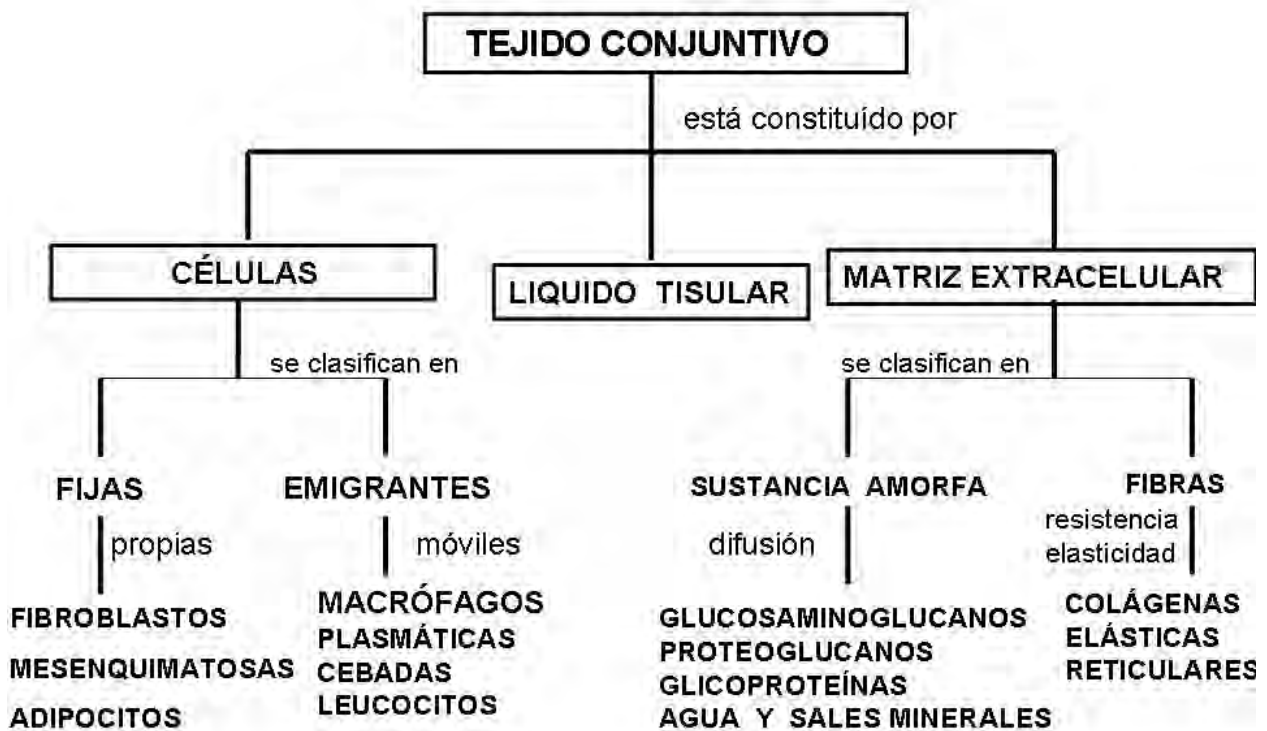 TEJIDO CONJUNTIVO
está constituído por
CÉLULAS
LIQUIDO TISULAR
MATRIZ EXTRACELULAR
se clasifican en
se clasifican en
FIJAS
EMIGRANTES
SUSTANCIA AMORFA
FIBRAS
propias
móviles
difusión
resistencia
elasticidad
FIBROBLASTOS
MESENQUIMATOSAS
ADIPOCITOS
MACRÓFAGOS
PLASMÁTICAS
CEBADAS
LEUCOCITOS
GLUCOSAMINOGLUCANOS
PROTEOGLUCANOS
GLICOPROTEÍNAS
AGUA Y SALES MINERALES
COLÁGENAS
ELÁSTICAS
RETICULARES